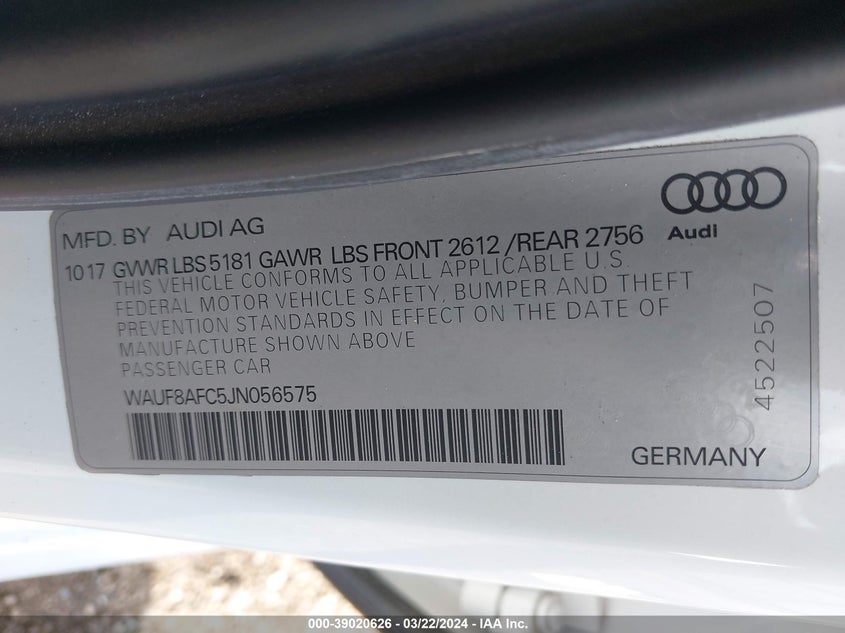 MFD. BY AUDI AG
Audi
1017 GVWR LBS 5181 GAWR LBS FRONT 2612 /REAR 2756
THIS VEHICLE CONFORMS TO ALL APPLICABLE U.S.
FEDERAL MOTOR VEHICLE SAFETY, BUMPER AND THEFT
PREVENTION STANDARDS IN EFFECT ON THE DATE OF
MANUFACTURE SHOWN ABOVE
PASSENGER CAR
WAUF8AFC5JN056575
4522507
GERMANY
000-39020626 - 03/22/2024 - IAA Inc.